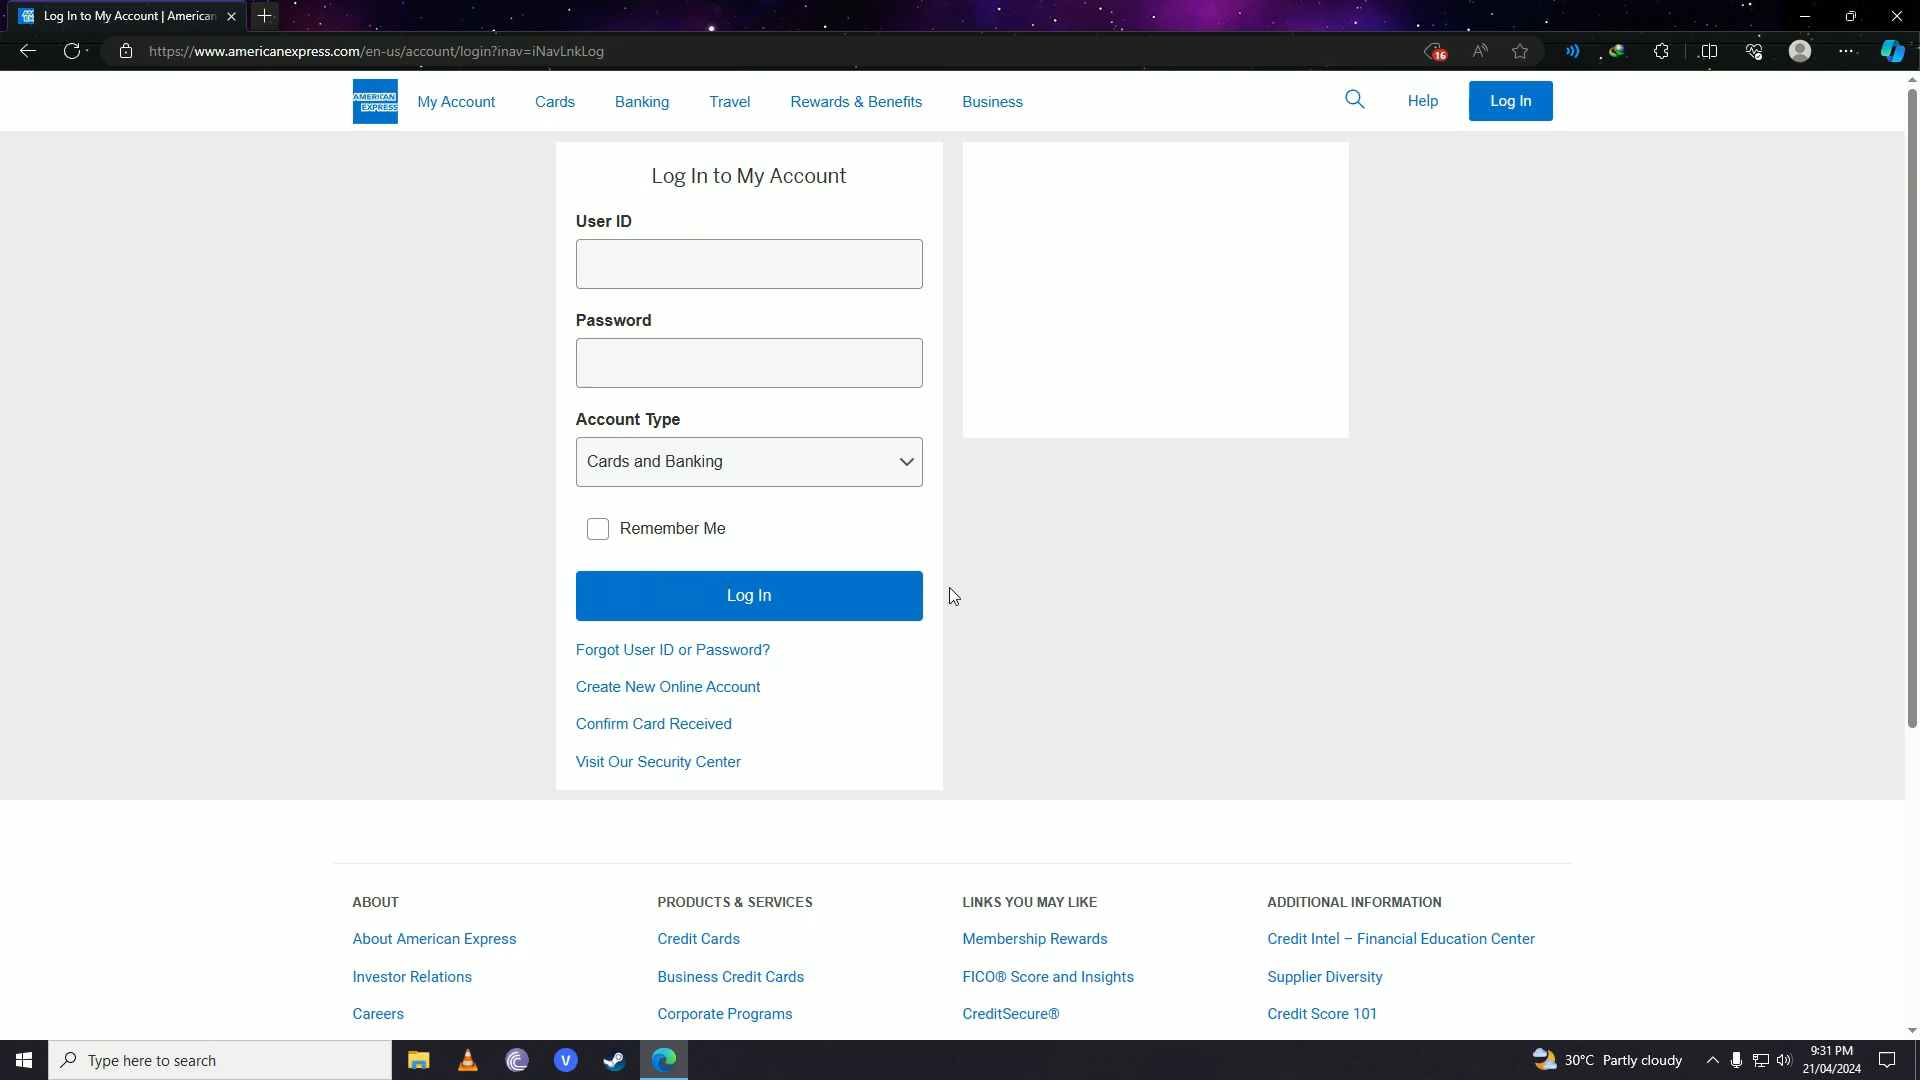 Log In to My Account | American
https://www.americanexpress.com/en-us/account/login?inav=iNavLnkLog
16
AMERICAN
EXPRESS
My Account
Cards
Banking
Travel
Rewards & Benefits
Business
Help
Log In
Log In to My Account
User ID
Password
Account Type
Cards and Banking
Remember Me
Log In
Forgot User ID or Password?
Create New Online Account
Confirm Card Received
Visit Our Security Center
ABOUT
About American Express
Investor Relations
Careers
PRODUCTS & SERVICES
Credit Cards
Business Credit Cards
Corporate Programs
LINKS YOU MAY LIKE
Membership Rewards
FICO® Score and Insights
CreditSecure®
ADDITIONAL INFORMATION
Credit Intel – Financial Education Center
Supplier Diversity
Credit Score 101
Type here to search
V
30°C Partly cloudy
9:31 PM
21/04/2024